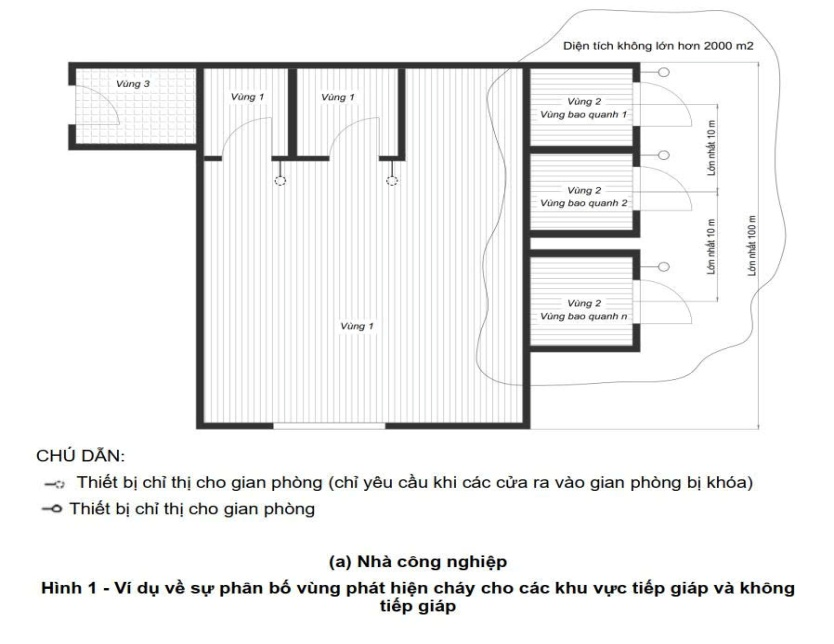 Diện tích không lớn hơn 2000 m2
Vùng 3
Vùng 1
Vùng 1
Vùng 2
Vùng bao quanh 1
Lớn nhất 10 m
Vùng 2
Vùng bao quanh 2
Lớn nhất 10 m
Lớn nhất 100 m
Vùng 2
Vùng bao quanh n
Vùng 1
CHÚ DẪN:
Thiết bị chỉ thị cho gian phòng (chỉ yêu cầu khi các cửa ra vào gian phòng bị khóa)
Thiết bị chỉ thị cho gian phòng
(a) Nhà công nghiệp
Hình 1 - Ví dụ về sự phân bố vùng phát hiện cháy cho các khu vực tiếp giáp và không
tiếp giáp